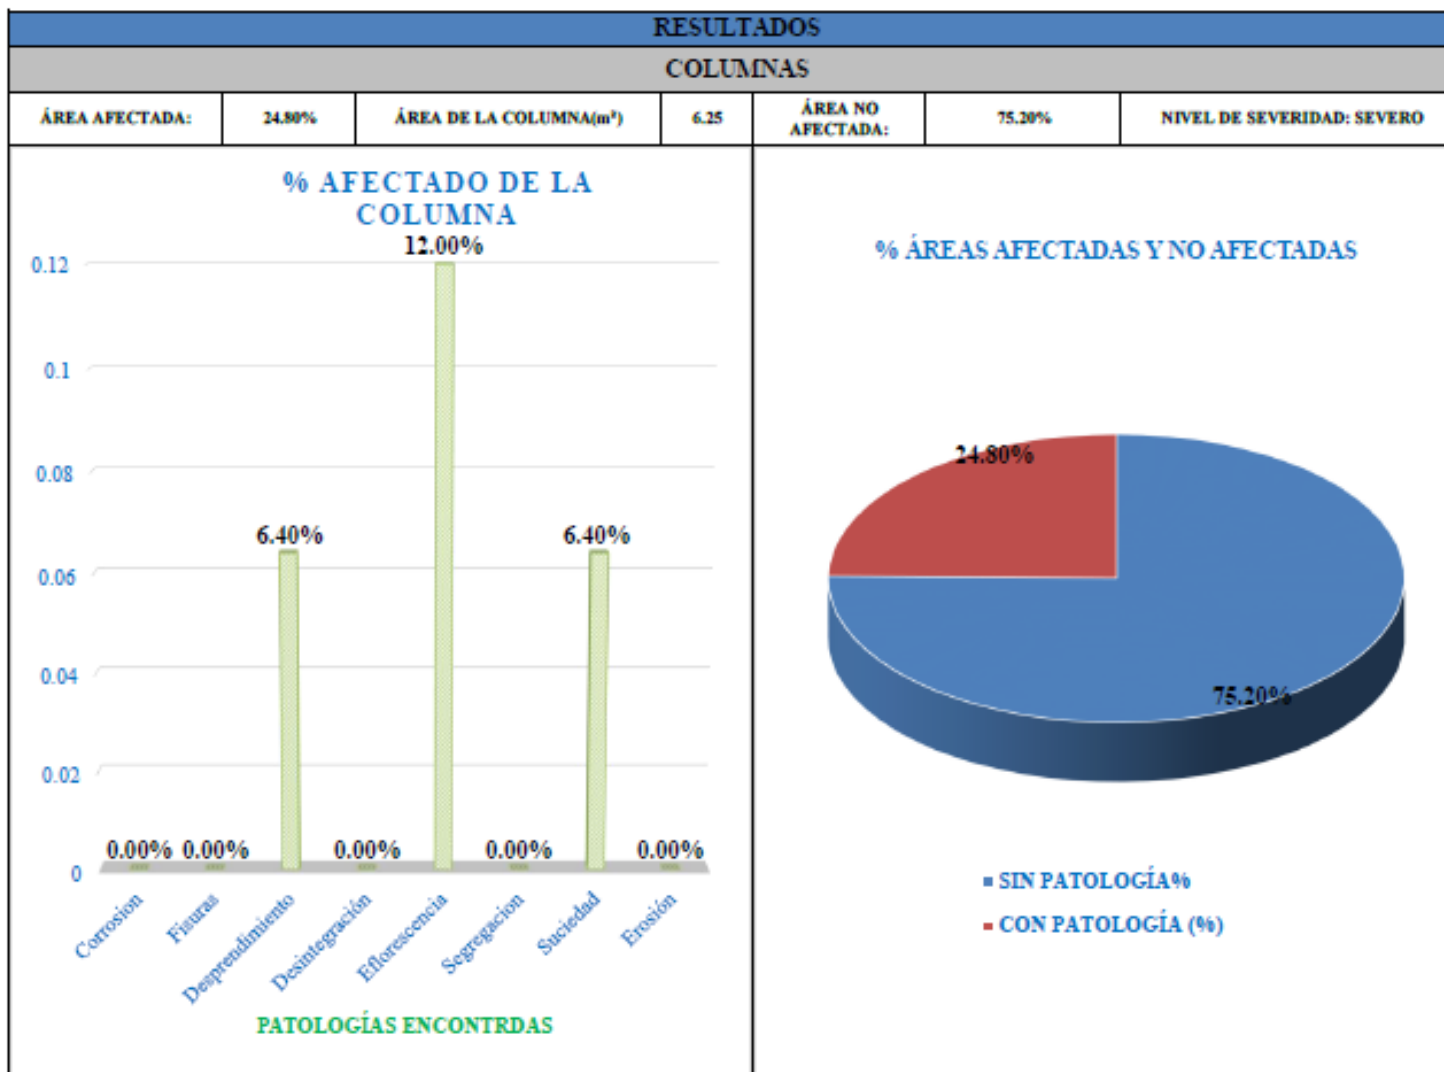 RESULTADOS
COLUMNAS
ÁREA AFECTADA:
24.80%
ÁREA DE LA COLUMNA(m²)
6.25
ÁREA NO
AFECTADA:
75.20%
NIVEL DE SEVERIDAD: SEVERO
% AFECTADO DE LA
COLUMNA
12.00%
0.12
0.1
0.08
6.40%
6.40%
0.06
0.04
0.02
0.00%
0.00%
0.00%
0.00%
0.00%
0
Corrosion
Fisuras
Desprendimiento
Desintegración
Eflorescencia
Segregacion
Suciedad
Erosión
PATOLOGÍAS ENCONTRDAS
% ÁREAS AFECTADAS Y NO AFECTADAS
24.80%
75.20%
SIN PATOLOGÍA%
CON PATOLOGÍA (%)